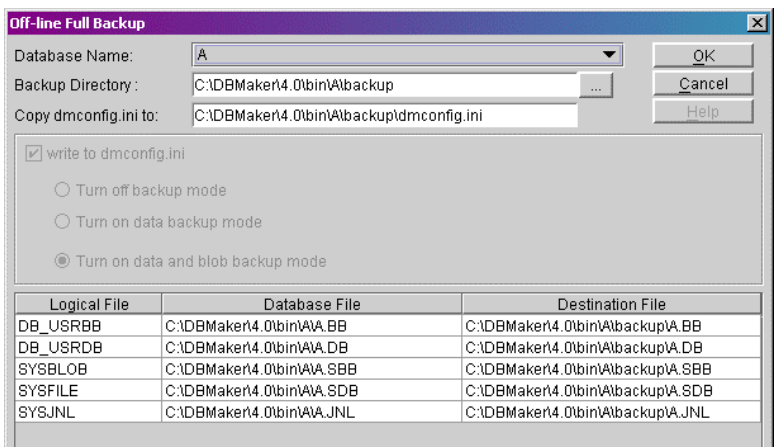 Off-line Full Backup
Database Name: A OK
Backup Directory : C:\DBMaker\4.0\bin\A\backup ... Cancel
Copy dmconfig.ini to: C:\DBMaker\4.0\bin\A\backup\dmconfig.ini Help
write to dmconfig.ini
Turn off backup mode
Turn on data backup mode
Turn on data and blob backup mode
Logical File Database File Destination File
DB_USRBB C:\DBMaker\4.0\bin\A\A.BB C:\DBMaker\4.0\bin\A\backup\A.BB
DB_USRDB C:\DBMaker\4.0\bin\A\A.DB C:\DBMaker\4.0\bin\A\backup\A.DB
SYSBLOB C:\DBMaker\4.0\bin\A\A.SBB C:\DBMaker\4.0\bin\A\backup\A.SBB
SYSFILE C:\DBMaker\4.0\bin\A\A.SDB C:\DBMaker\4.0\bin\A\backup\A.SDB
SYSJNL C:\DBMaker\4.0\bin\A\A.JNL C:\DBMaker\4.0\bin\A\backup\A.JNL